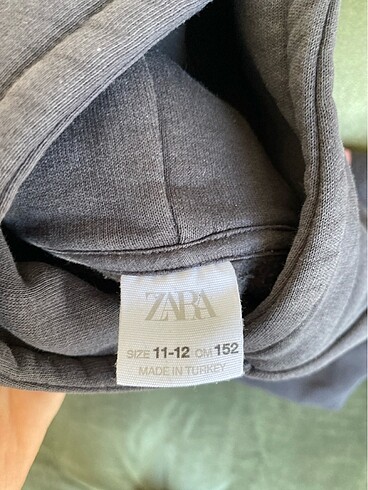 ZARA
SIZE 11-12 CM 152
MADE IN TURKEY